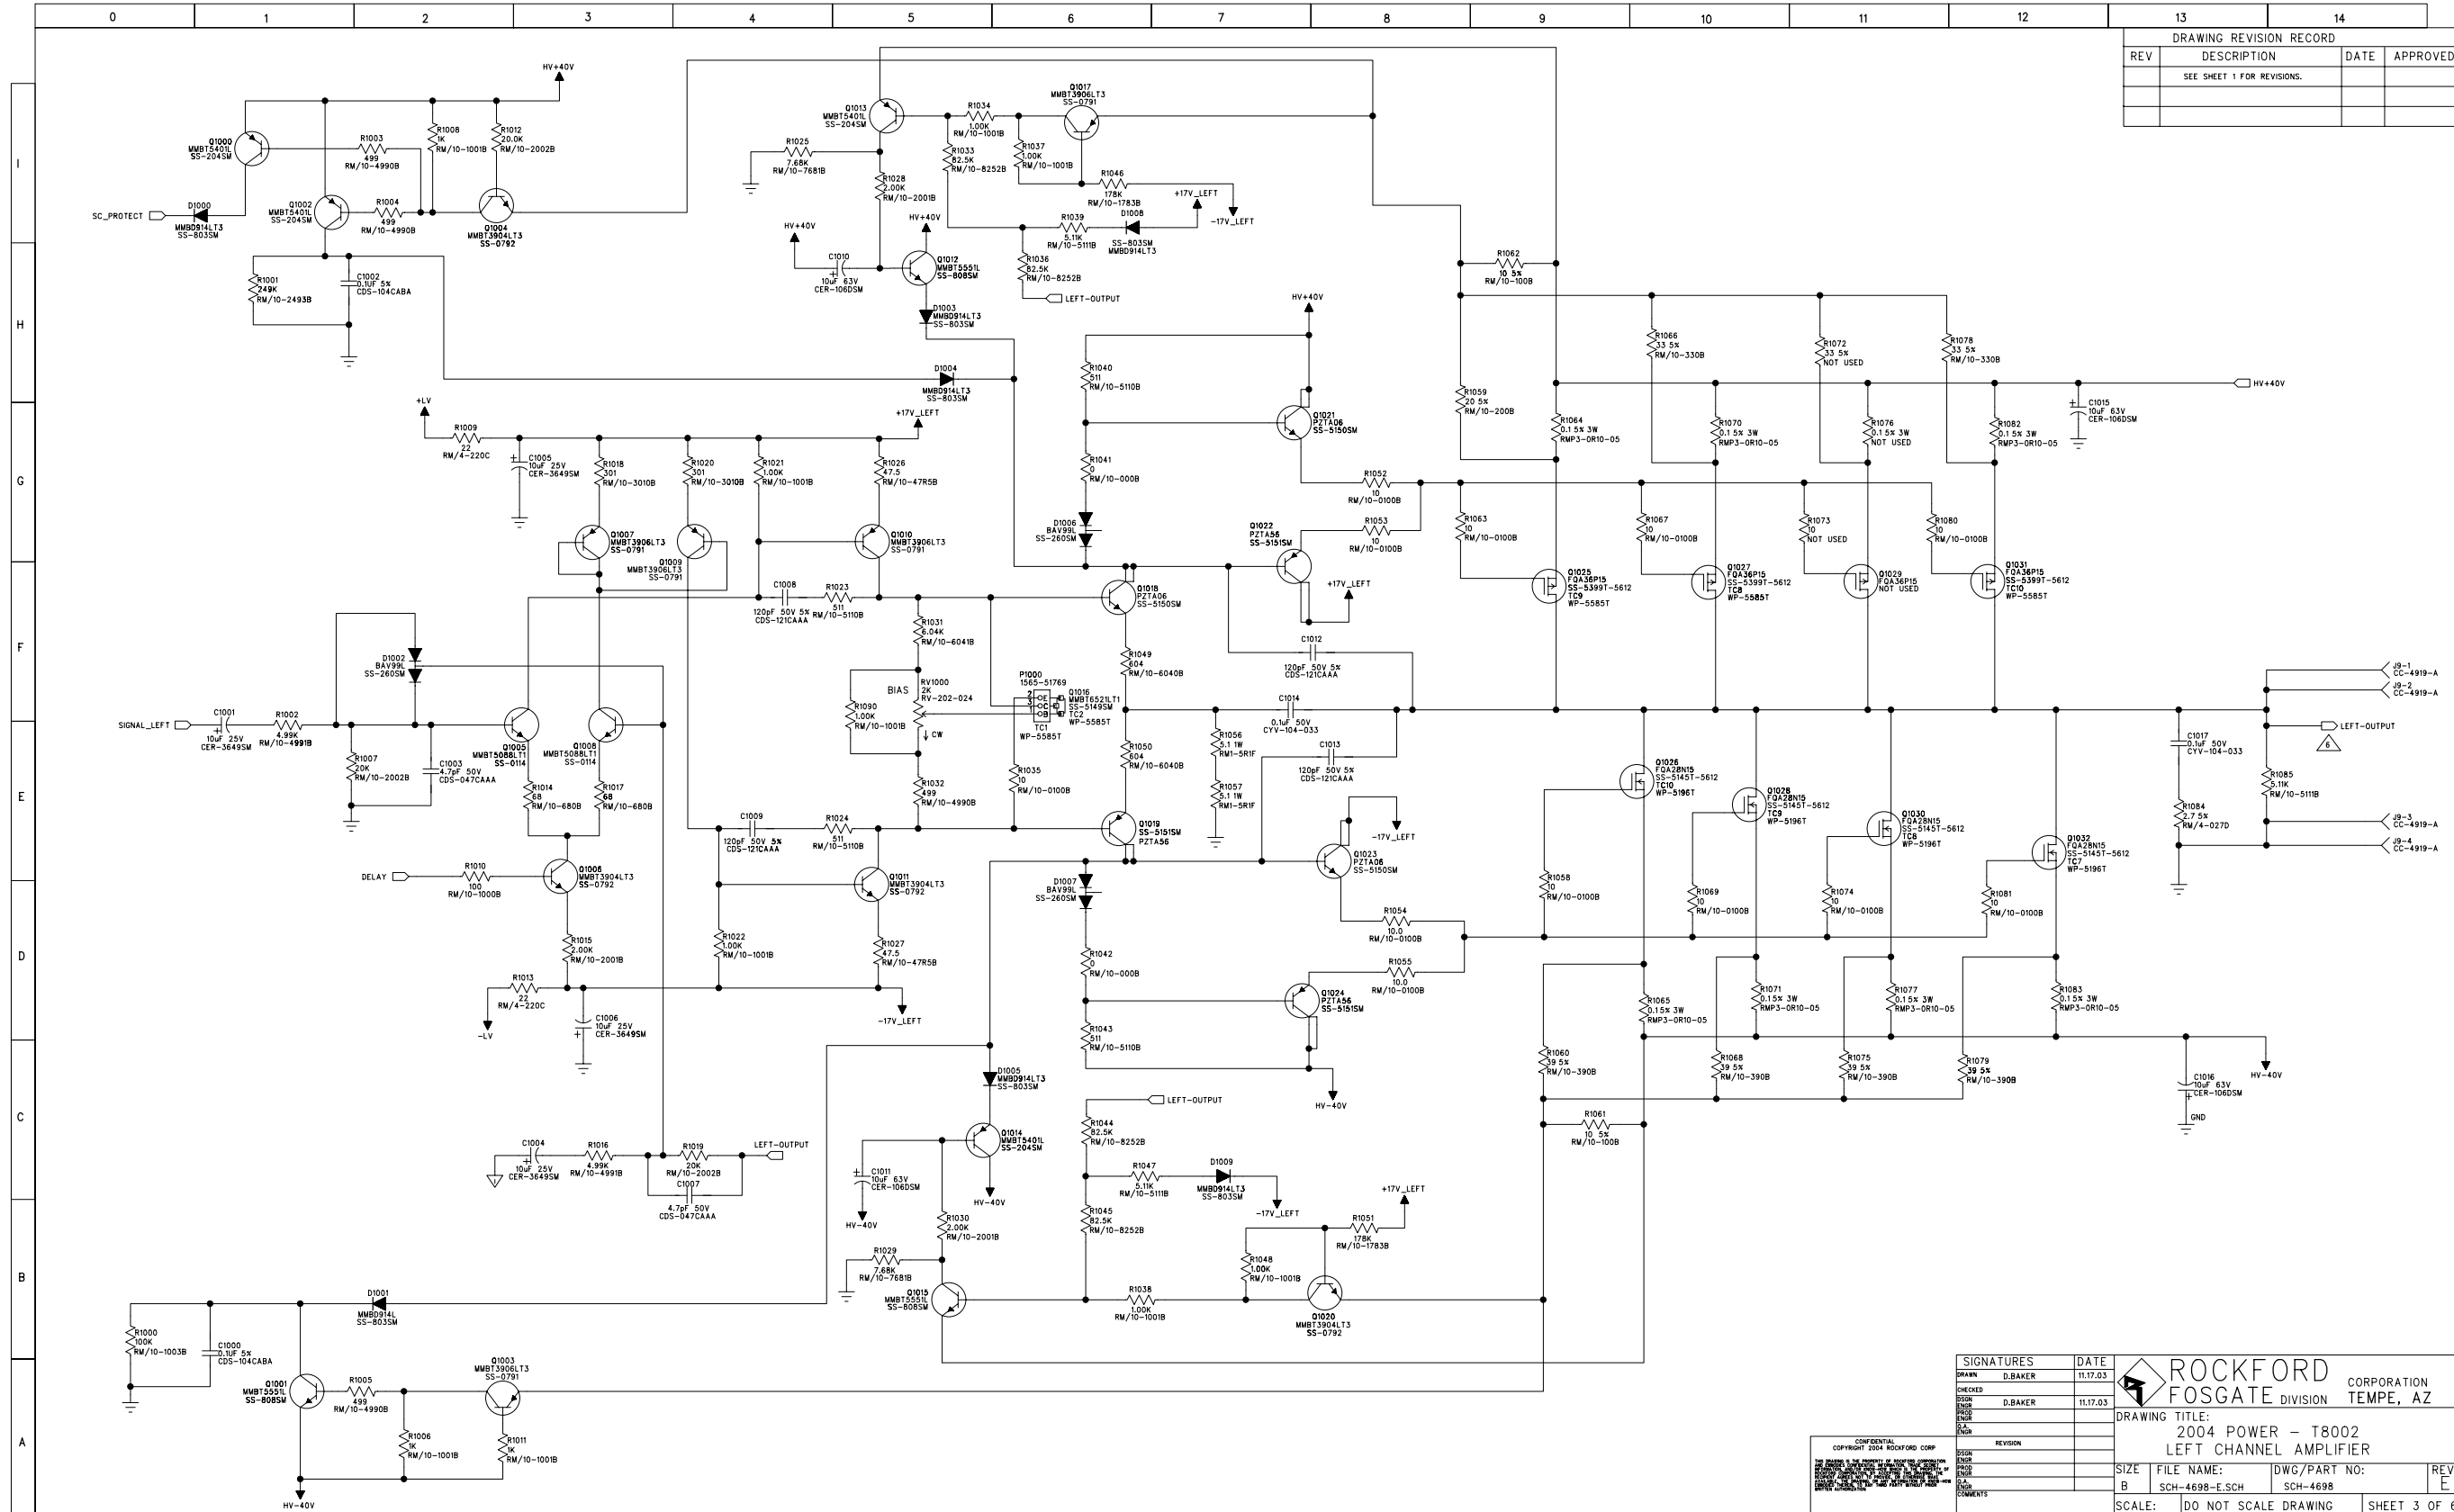 0 1 2 3 4 5 6 7 8 9 10 11 12 13 14
DRAWING REVISION RECORD
REV DESCRIPTION DATE APPROVED
SEE SHEET 1 FOR REVISIONS.
I
H
G
F
E
D
C
B
A
HV+40V
Q1000
MMBT5401L
SS-204SM
R1003
499
RM/10-4990B
R1008
1K
RM/10-1001B
R1012
20.0K
RM/10-2002B
SC_PROTECT
D1000
MMBD914LT3
SS-803SM
Q1002
MMBT5401L
SS-204SM
R1004
499
RM/10-4990B
Q1004
MMBT3904LT3
SS-0792
R1001
249K
RM/10-2493B
C1002
0.1UF 5%
CDS-104CABA
Q1013
MMBT5401L
SS-204SM
R1034
1.00K
RM/10-1001B
Q1017
MMBT3906LT3
SS-0791
R1025
7.68K
RM/10-7681B
R1033
82.5K
RM/10-8252B
R1037
1.00K
RM/10-1001B
R1028
2.00K
RM/10-2001B
R1046
178K
RM/10-1783B
+17V_LEFT
-17V_LEFT
R1039
5.11K
RM/10-5111B
D1008
SS-803SM
MMBD914LT3
HV+40V
HV+40V
C1010
10uF 63V
CER-106DSM
Q1012
MMBT5551L
SS-808SM
R1036
82.5K
RM/10-8252B
LEFT-OUTPUT
D1003
MMBD914LT3
SS-803SM
D1004
MMBD914LT3
SS-803SM
HV+40V
R1040
511
RM/10-5110B
R1041
0
RM/10-000B
D1006
BAV99L
SS-260SM
Q1021
PZTA06
SS-5150SM
Q1022
PZTA56
SS-5151SM
R1052
10
RM/10-0100B
R1053
10
RM/10-0100B
+17V_LEFT
R1062
10 5%
RM/10-100B
R1059
20 5%
RM/10-200B
R1064
0.1 5% 3W
RMP3-0R10-05
R1066
33 5%
RM/10-330B
R1072
33 5%
NOT USED
R1078
33 5%
RM/10-330B
HV+40V
R1070
0.1 5% 3W
RMP3-0R10-05
R1076
0.1 5% 3W
NOT USED
R1082
0.1 5% 3W
RMP3-0R10-05
C1015
10uF 63V
CER-106DSM
R1063
10
RM/10-0100B
R1067
10
RM/10-0100B
R1073
10
NOT USED
R1080
10
RM/10-0100B
Q1025
FQA36P15
SS-5399T-5612
TC9
WP-5585T
Q1027
FQA36P15
SS-5399T-5612
TC8
WP-5585T
Q1029
FQA36P15
NOT USED
Q1031
FQA36P15
SS-5399T-5612
TC10
WP-5585T
+LV
R1009
22
RM/4-220C
C1005
10uF 25V
CER-3649SM
R1018
301
RM/10-3010B
R1020
301
RM/10-3010B
R1021
1.00K
RM/10-1001B
R1026
47.5
RM/10-47R5B
+17V_LEFT
Q1007
MMBT3906LT3
SS-0791
Q1009
MMBT3906LT3
SS-0791
Q1010
MMBT3906LT3
SS-0791
C1008
120pF 50V 5%
CDS-121CAAA
R1023
511
RM/10-5110B
Q1018
PZTA06
SS-5150SM
R1031
6.04K
RM/10-6041B
R1049
604
RM/10-6040B
C1012
120pF 50V 5%
CDS-121CAAA
D1002
BAV99L
SS-260SM
BIAS
RV1000
2K
RV-202-024
CW
R1090
1.00K
RM/10-1001B
P1000
1565-51769
2
3
1
E
C
B
TC1
WP-5585T
Q1016
MMBT6521LT1
SS-5149SM
TC2
WP-5585T
C1014
0.1uF 50V
CYV-104-033
SIGNAL_LEFT
C1001
10uF 25V
CER-3649SM
R1002
4.99K
RM/10-4991B
R1007
20K
RM/10-2002B
C1003
4.7pF 50V
CDS-047CAAA
Q1005
MMBT5088LT1
SS-0114
Q1008
MMBT5088LT1
SS-0114
R1014
68
RM/10-680B
R1017
68
RM/10-680B
R1032
499
RM/10-4990B
R1035
10
RM/10-0100B
R1050
604
RM/10-6040B
R1056
5.1 1W
RM1-5R1F
R1057
5.1 1W
RM1-5R1F
C1013
120pF 50V 5%
CDS-121CAAA
J9-1
CC-4919-A
J9-2
CC-4919-A
LEFT-OUTPUT
6
C1017
0.1uF 50V
CYV-104-033
R1085
5.11K
RM/10-5111B
R1084
2.7 5%
RM/4-027D
J9-3
CC-4919-A
J9-4
CC-4919-A
Q1026
FQA28N15
SS-5145T-5612
TC10
WP-5196T
Q1028
FQA28N15
SS-5145T-5612
TC9
WP-5196T
Q1030
FQA28N15
SS-5145T-5612
TC8
WP-5196T
Q1032
FQA28N15
SS-5145T-5612
TC7
WP-5196T
C1009
120pF 50V 5%
CDS-121CAAA
R1024
511
RM/10-5110B
Q1019
SS-5151SM
PZTA56
-17V_LEFT
Q1023
PZTA06
SS-5150SM
DELAY
R1010
100
RM/10-1000B
Q1006
MMBT3904LT3
SS-0792
Q1011
MMBT3904LT3
SS-0792
D1007
BAV99L
SS-260SM
R1015
2.00K
RM/10-2001B
R1022
1.00K
RM/10-1001B
R1027
47.5
RM/10-47R5B
R1042
0
RM/10-000B
R1054
10.0
RM/10-0100B
R1055
10.0
RM/10-0100B
R1058
10
RM/10-0100B
R1069
10
RM/10-0100B
R1074
10
RM/10-0100B
R1081
10
RM/10-0100B
R1013
22
RM/4-220C
-LV
C1006
10uF 25V
CER-3649SM
-17V_LEFT
Q1024
PZTA56
SS-5151SM
R1043
511
RM/10-5110B
HV-40V
R1065
0.1 5% 3W
RMP3-0R10-05
R1071
0.1 5% 3W
RMP3-0R10-05
R1077
0.1 5% 3W
RMP3-0R10-05
R1083
0.1 5% 3W
RMP3-0R10-05
R1060
39 5%
RM/10-390B
R1068
39 5%
RM/10-390B
R1075
39 5%
RM/10-390B
R1079
39 5%
RM/10-390B
HV-40V
C1016
10uF 63V
CER-106DSM
GND
R1061
10 5%
RM/10-100B
D1005
MMBD914LT3
SS-803SM
Q1014
MMBT5401L
SS-204SM
HV-40V
LEFT-OUTPUT
R1044
82.5K
RM/10-8252B
R1047
5.11K
RM/10-5111B
D1009
MMBD914LT3
SS-803SM
-17V_LEFT
R1045
82.5K
RM/10-8252B
+17V_LEFT
R1051
178K
RM/10-1783B
R1048
1.00K
RM/10-1001B
C1004
10uF 25V
CER-3649SM
R1016
4.99K
RM/10-4991B
R1019
20K
RM/10-2002B
LEFT-OUTPUT
C1007
4.7pF 50V
CDS-047CAAA
C1011
10uF 63V
CER-106DSM
HV-40V
R1030
2.00K
RM/10-2001B
R1029
7.68K
RM/10-7681B
Q1015
MMBT5551L
SS-808SM
R1038
1.00K
RM/10-1001B
Q1020
MMBT3904LT3
SS-0792
D1001
MMBD914L
SS-803SM
R1000
100K
RM/10-1003B
C1000
0.1UF 5%
CDS-104CABA
Q1001
MMBT5551L
SS-808SM
R1005
499
RM/10-4990B
Q1003
MMBT3906LT3
SS-0791
R1006
1K
RM/10-1001B
R1011
1K
RM/10-1001B
HV-40V
CONFIDENTIAL
COPYRIGHT 2004 ROCKFORD CORP
SIGNATURES DATE
DRAWN D.BAKER 11.17.03
CHECKED
DSGN ENGR D.BAKER 11.17.03
PROD ENGR
Q.A. ENGR
REVISION
DSGN ENGR
PROD ENGR
Q.A. ENGR
COMMENTS
ROCKFORD
FOSGATE DIVISION
CORPORATION
TEMPE, AZ
DRAWING TITLE:
2004 POWER - T8002
LEFT CHANNEL AMPLIFIER
SIZE FILE NAME: DWG/PART NO: REV
B SCH-4698-E.SCH SCH-4698 E
SCALE: DO NOT SCALE DRAWING SHEET 3 OF 6